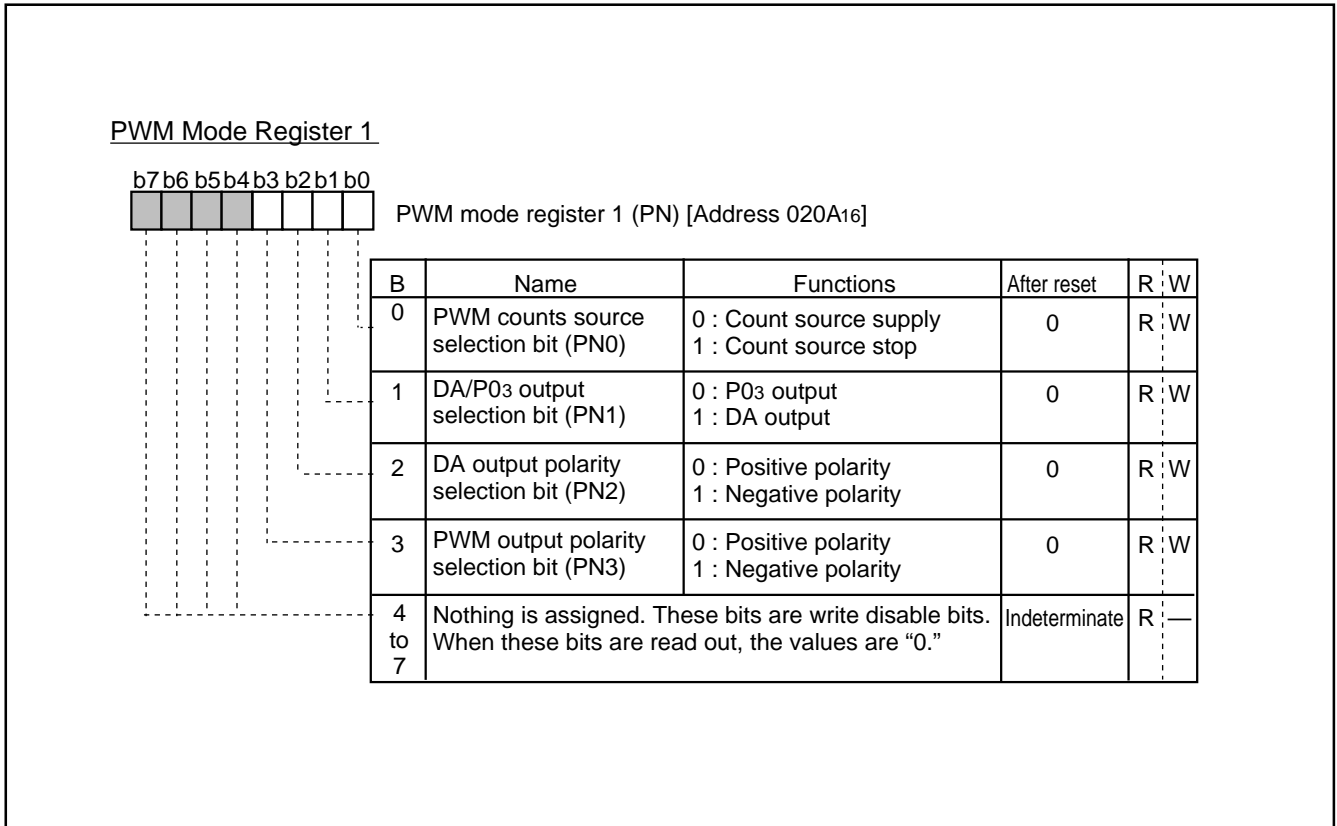 PWM Mode Register 1
b7 b6 b5 b4 b3 b2 b1 b0
PWM mode register 1 (PN) [Address 020A16]
B Name Functions After reset R W
0 PWM counts source selection bit (PN0) 0 : Count source supply 1 : Count source stop 0 R W
1 DA/P03 output selection bit (PN1) 0 : P03 output 1 : DA output 0 R W
2 DA output polarity selection bit (PN2) 0 : Positive polarity 1 : Negative polarity 0 R W
3 PWM output polarity selection bit (PN3) 0 : Positive polarity 1 : Negative polarity 0 R W
4 to 7 Nothing is assigned. These bits are write disable bits. When these bits are read out, the values are “0.” Indeterminate R —